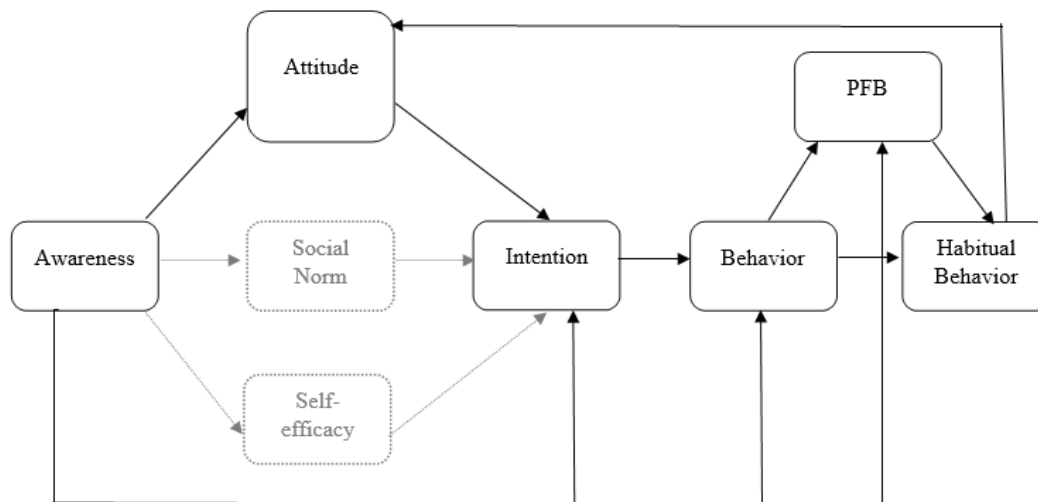 Attitude
PFB
Awareness
Social
Norm
Intention
Behavior
Habitual
Behavior
Self-
efficacy